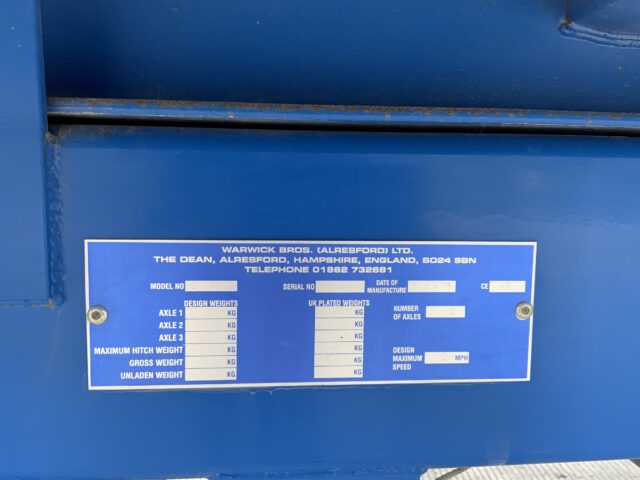 WARWICK BROS. (ALRESFORD) LTD.
THE DEAN, ALRESFORD, HAMPSHIRE, ENGLAND, SO24 9BN
TELEPHONE 01962 732681
MODEL NO SERIAL NO DATE OF MANUFACTURE CE 12
DESIGN WEIGHTS UK PLATED WEIGHTS NUMBER OF AXLES 2
AXLE 1 KG KG
AXLE 2 KG KG
AXLE 3 KG KG
MAXIMUM HITCH WEIGHT KG KG
GROSS WEIGHT KG KG DESIGN MAXIMUM SPEED MPH
UNLADEN WEIGHT KG KG